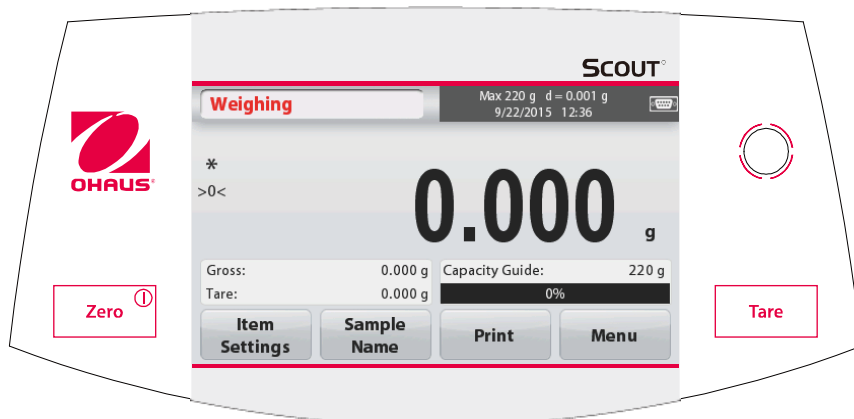 SCOUT
Weighing
Max 220 g d = 0.001 g
9/22/2015 12:36
OHAUS
*
>0<
0.000 g
Gross: 0.000 g
Tare: 0.000 g
Capacity Guide: 220 g
0%
Zero
Tare
Item Settings
Sample Name
Print
Menu